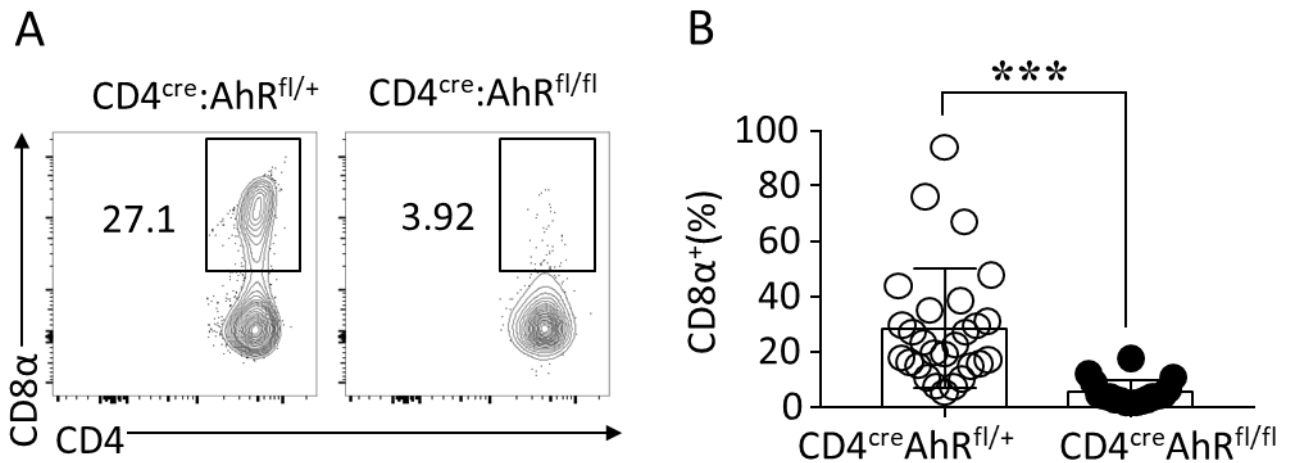 A
CD4cre:AhRfl/+ CD4cre:AhRfl/fl
27.1
3.92
CD8α
CD4
B
***
100
80
60
40
20
0
CD8α+(%)
CD4creAhRfl/+ CD4creAhRfl/fl